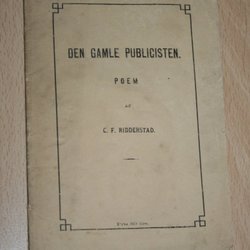 DEN GAMLE PUBLICISTEN.
POEM
AF
C. F. RIDDERSTAD.